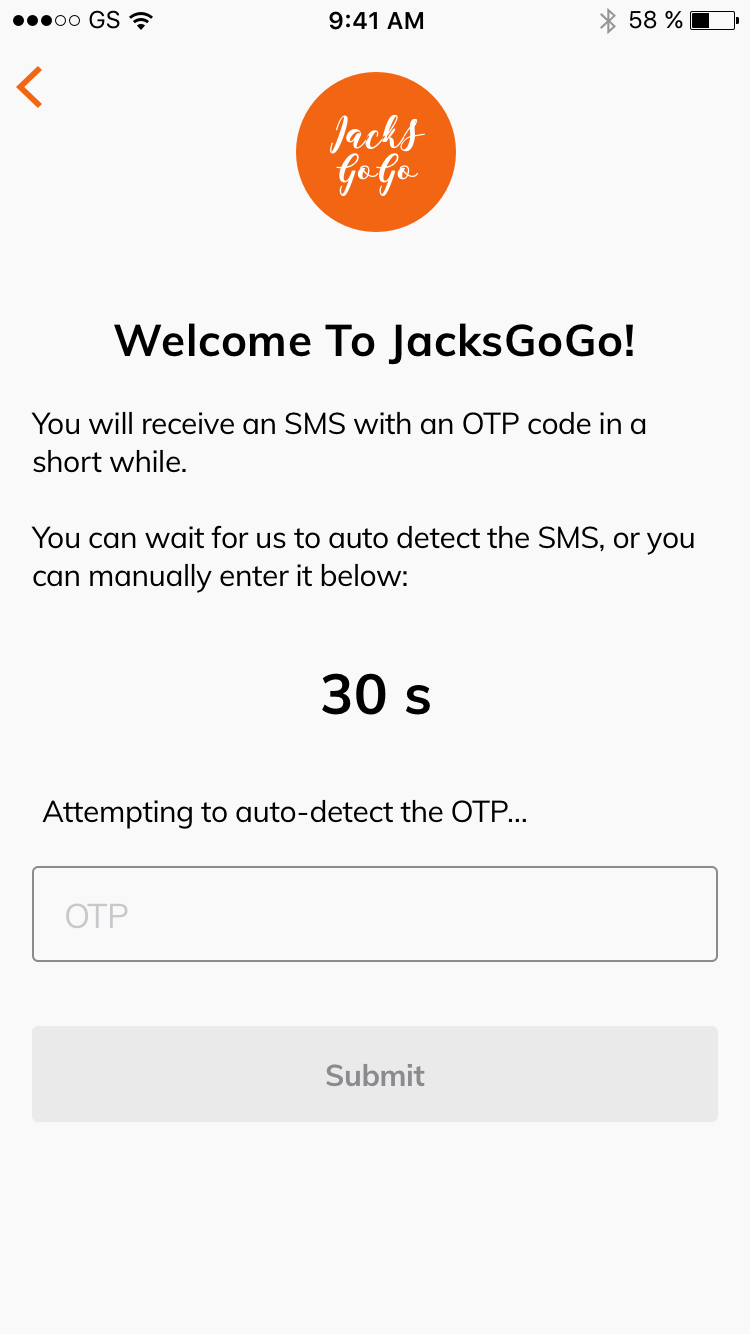 GS 9:41 AM 58 %
Jacks
GoGo
Welcome To JacksGoGo!
You will receive an SMS with an OTP code in a
short while.
You can wait for us to auto detect the SMS, or you
can manually enter it below:
30 s
Attempting to auto-detect the OTP...
OTP
Submit